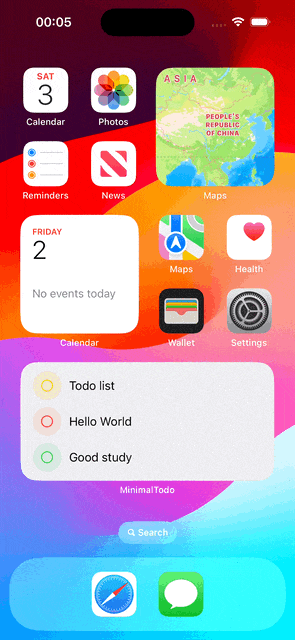 00:05
SAT
3
Calendar
Photos
ASIA
PEOPLE'S
REPUBLIC
OF CHINA
Maps
Reminders
News
FRIDAY
2
No events today
Calendar
Maps
Health
Wallet
Settings
Todo list
Hello World
Good study
MinimalTodo
Search